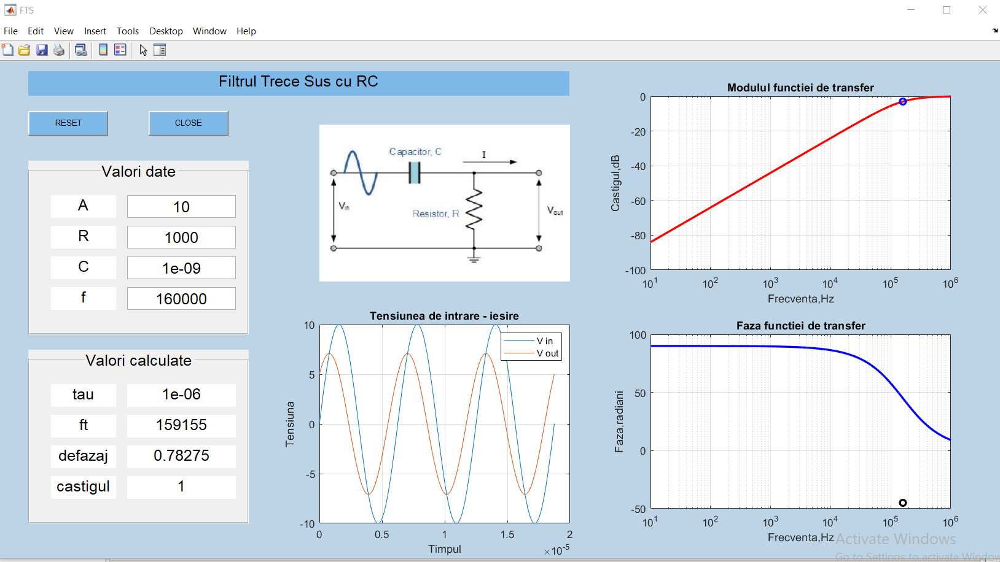 FTS
File Edit View Insert Tools Desktop Window Help
Filtrul Trece Sus cu RC
RESET CLOSE
Valori date
A 10
R 1000
C 1e-09
f 160000
Valori calculate
tau 1e-06
ft 159155
defazaj 0.78275
castigul 1
Capacitor, C
I
Vin
Resistor, R
Vout
Tensiunea de intrare - iesire
10
5
0
-5
-10
Tensiuna
V in
V out
0 0.5 1 1.5 2
Timpul
×10^-5
Modulul functiei de transfer
0
-20
-40
-60
-80
-100
Castigul,dB
10^1 10^2 10^3 10^4 10^5 10^6
Frecventa,Hz
Faza functiei de transfer
100
50
0
-50
Faza,radiani
10^1 10^2 10^3 10^4 10^5 10^6
Frecventa,Hz
Activate Windows
Go to Settings to activate Window